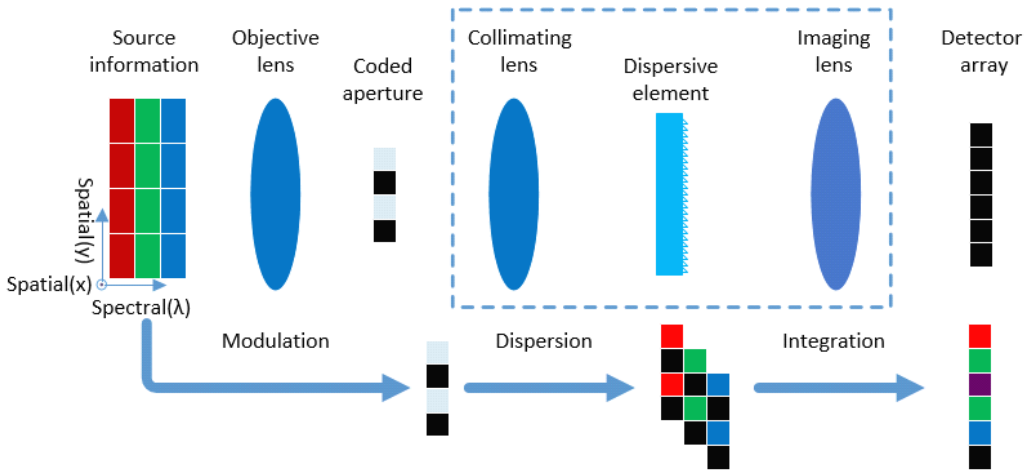 Source
information
Objective
lens
Coded
aperture
Collimating
lens
Dispersive
element
Imaging
lens
Detector
array
Spatial(y)
Spatial(x)
Spectral(λ)
Modulation
Dispersion
Integration